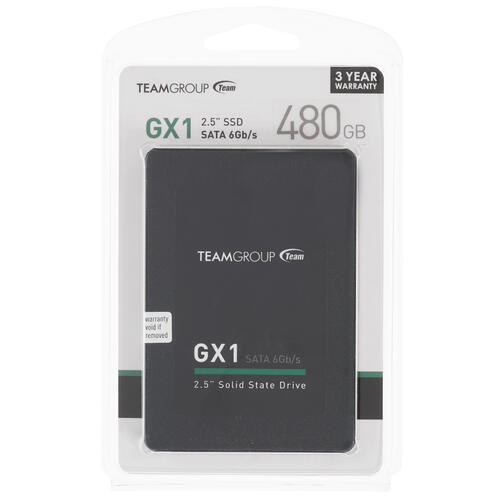 TEAMGROUP Team
3 YEAR
WARRANTY
GX1
2.5" SSD
SATA 6Gb/s
480GB
TEAMGROUP Team
warranty
void if
removed
GX1 SATA 6Gb/s
2.5" Solid State Drive